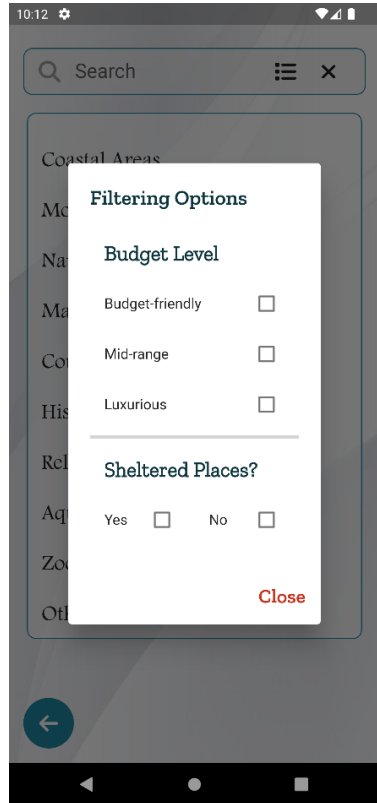 10:12
Search
Coastal Areas
Filtering Options
Budget Level
Budget-friendly
Mid-range
Luxurious
Sheltered Places?
Yes No
Close